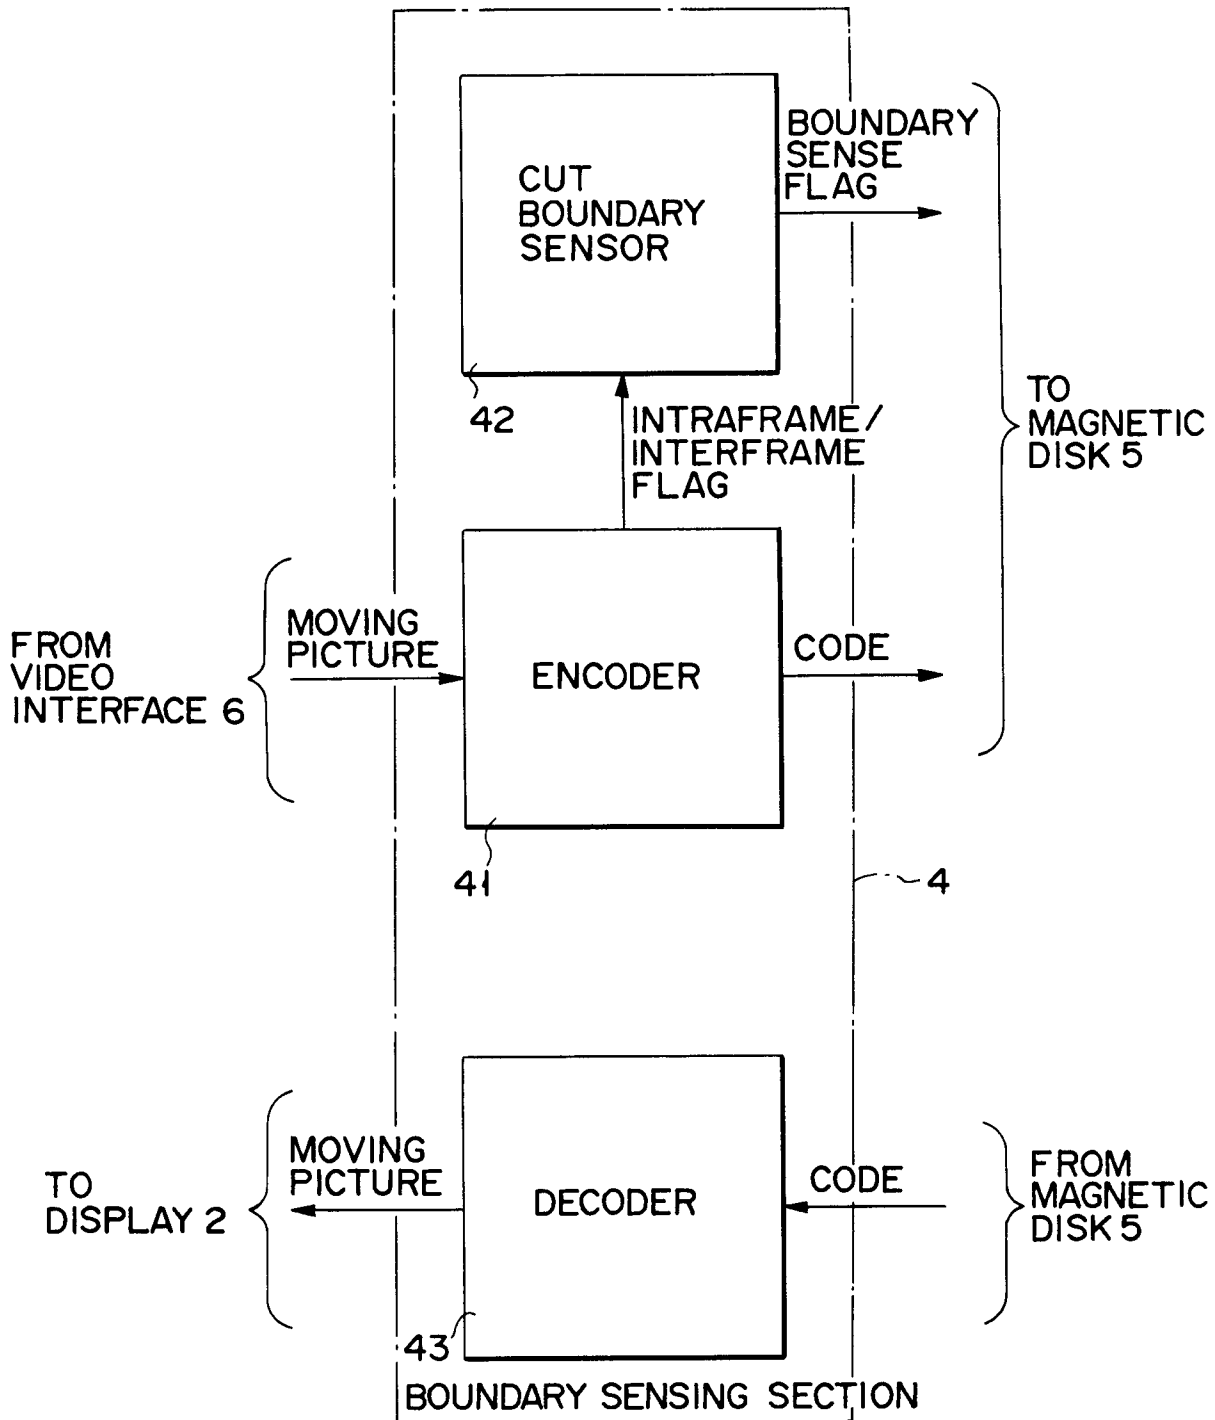 BOUNDARY
SENSE
FLAG
CUT
BOUNDARY
SENSOR
42
INTRAFRAME/
INTERFRAME
FLAG
TO
MAGNETIC
DISK 5
FROM
VIDEO
INTERFACE 6
MOVING
PICTURE
ENCODER
CODE
41
4
TO
DISPLAY 2
MOVING
PICTURE
DECODER
CODE
FROM
MAGNETIC
DISK 5
43
BOUNDARY SENSING SECTION